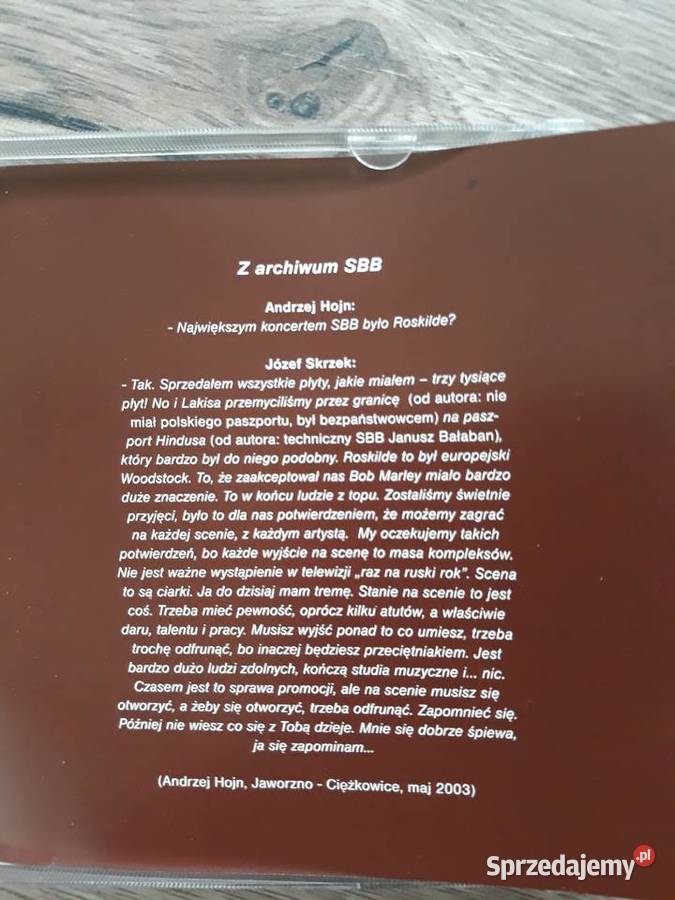 Z archiwum SBB
Andrzej Hojn:
- Największym koncertem SBB było Roskilde?
Józef Skrzek:
- Tak. Sprzedałem wszystkie płyty, jakie miałem – trzy tysiące
płyt! No i Lakisa przemyciliśmy przez granicę (od autora: nie
miał polskiego paszportu, był bezpaństwowcem) na pasz-
port Hindusa (od autora: techniczny SBB Janusz Bałaban),
który bardzo był do niego podobny. Roskilde to był europejski
Woodstock. To, że zaakceptował nas Bob Marley miało bardzo
duże znaczenie. To w końcu ludzie z topu. Zostaliśmy świetnie
przyjęci, było to dla nas potwierdzeniem, że możemy zagrać
na każdej scenie, z każdym artystą. My oczekujemy takich
potwierdzeń, bo każde wyjście na scenę to masa kompleksów.
Nie jest ważne wystąpienie w telewizji „raz na ruski rok”. Scena
to są ciarki. Ja do dzisiaj mam tremę. Stanie na scenie to jest
coś. Trzeba mieć pewność, oprócz kilku atutów, a właściwie
daru, talentu i pracy. Musisz wyjść ponad to co umiesz, trzeba
trochę odfrunąć, bo inaczej będziesz przeciętniakiem. Jest
bardzo dużo ludzi zdolnych, kończą studia muzyczne i... nic.
Czasem jest to sprawa promocji, ale na scenie musisz się
otworzyć, a żeby się otworzyć, trzeba odfrunąć. Zapomnieć się.
Później nie wiesz co się z Tobą dzieje. Mnie się dobrze śpiewa,
ja się zapominam...
(Andrzej Hojn, Jaworzno - Ciężkowice, maj 2003)
Sprzedajemy.pl